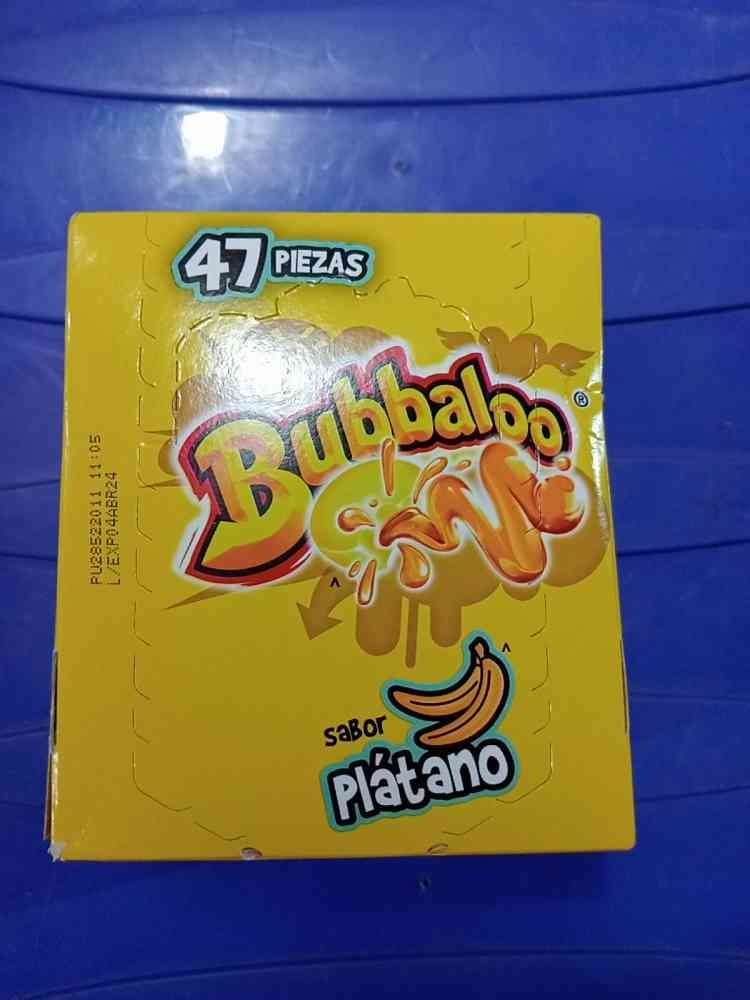 47 PIEZAS
Bubbaloo®
sabor
plátano
PU28522011 11:05
L/EXP04ABR24